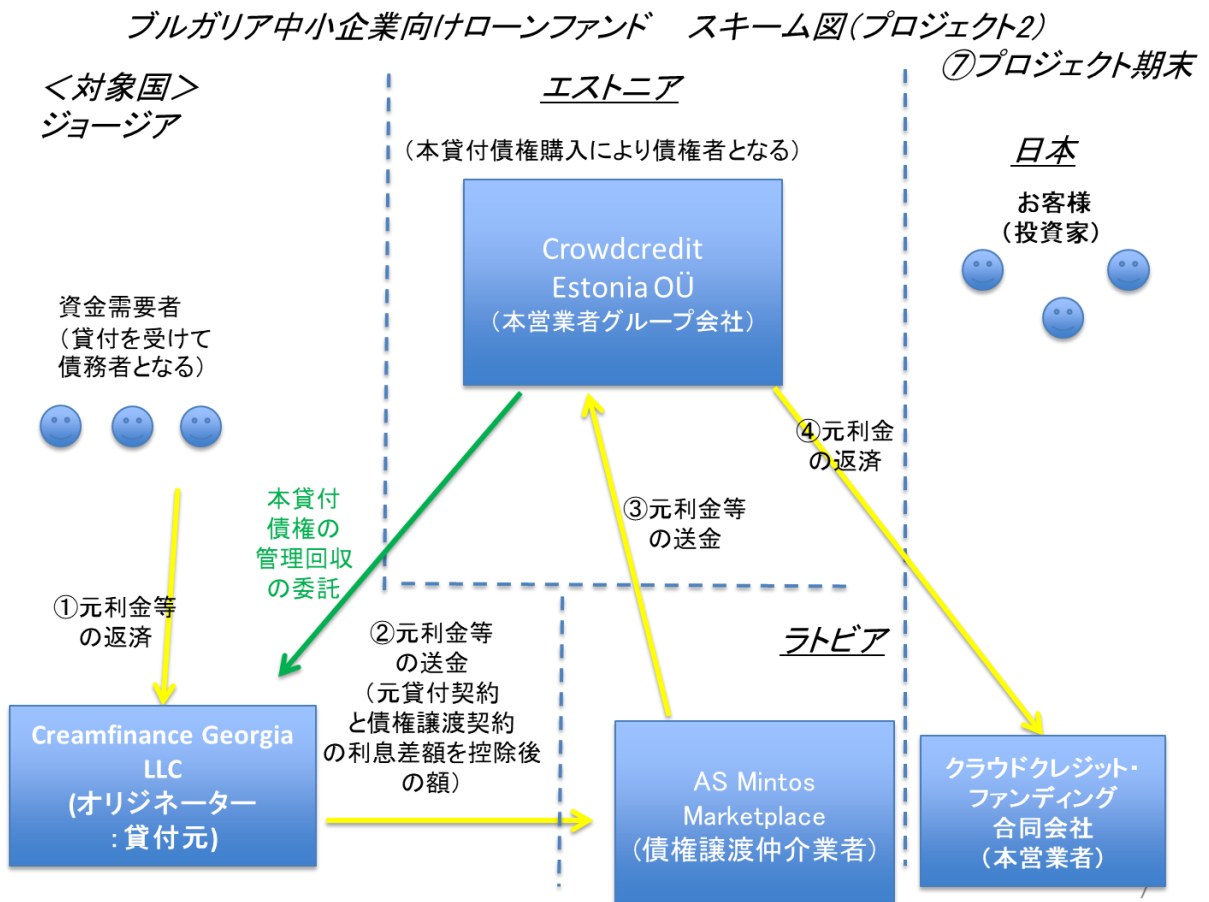 ブルガリア中小企業向けローンファンド　スキーム図(プロジェクト2)
⑦プロジェクト期末
＜対象国＞
ジョージア
エストニア
(本貸付債権購入により債権者となる)
日本
お客様
(投資家)
Crowdcredit
Estonia OÜ
(本営業者グループ会社)
資金需要者
(貸付を受けて
債務者となる)
④元利金
の返済
本貸付
債権の
管理回収
の委託
③元利金等
の送金
①元利金等
の返済
②元利金等
の送金
(元貸付契約
と債権譲渡契約
の利息差額を控除後
の額)
ラトビア
Creamfinance Georgia
LLC
(オリジネーター
:貸付元)
AS Mintos
Marketplace
(債権譲渡仲介業者)
クラウドクレジット・
ファンディング
合同会社
(本営業者)